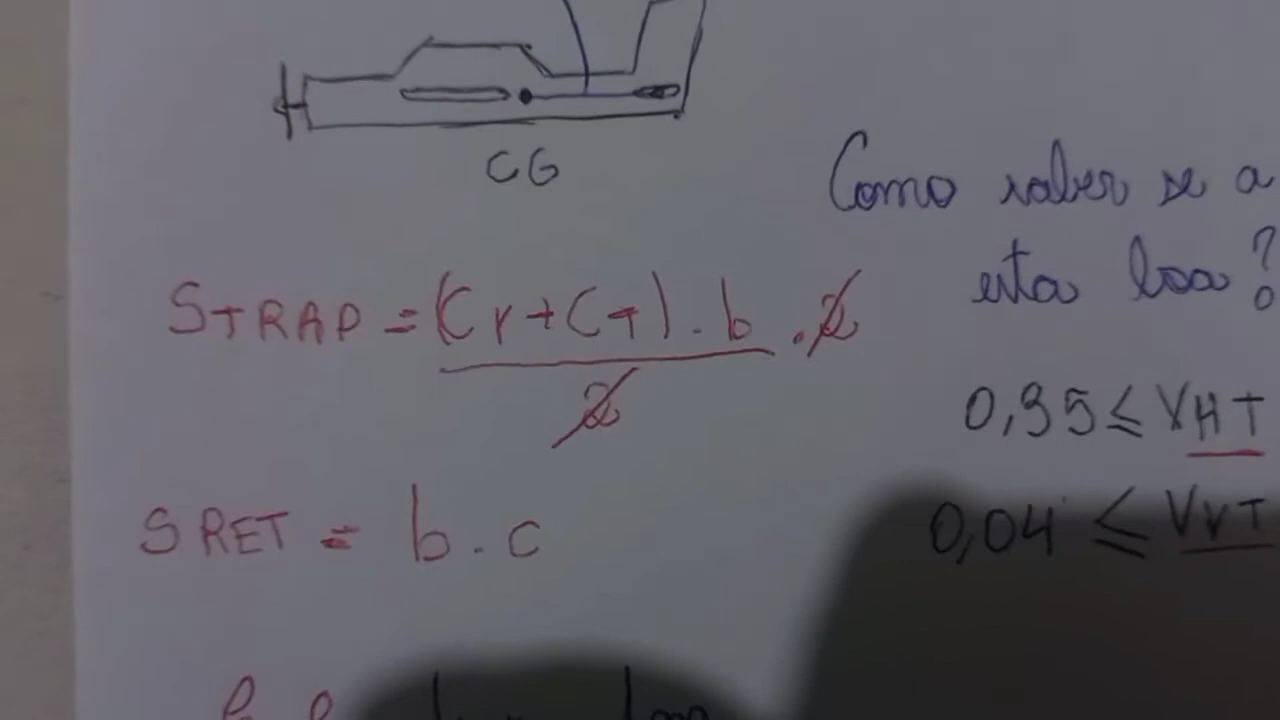 CG
Como saber se a
esta boa?
STRAP = (Cr + CT) . b . 2
2
SRET = b . c
0,35 ≤ VHT
0,04 ≤ VVT